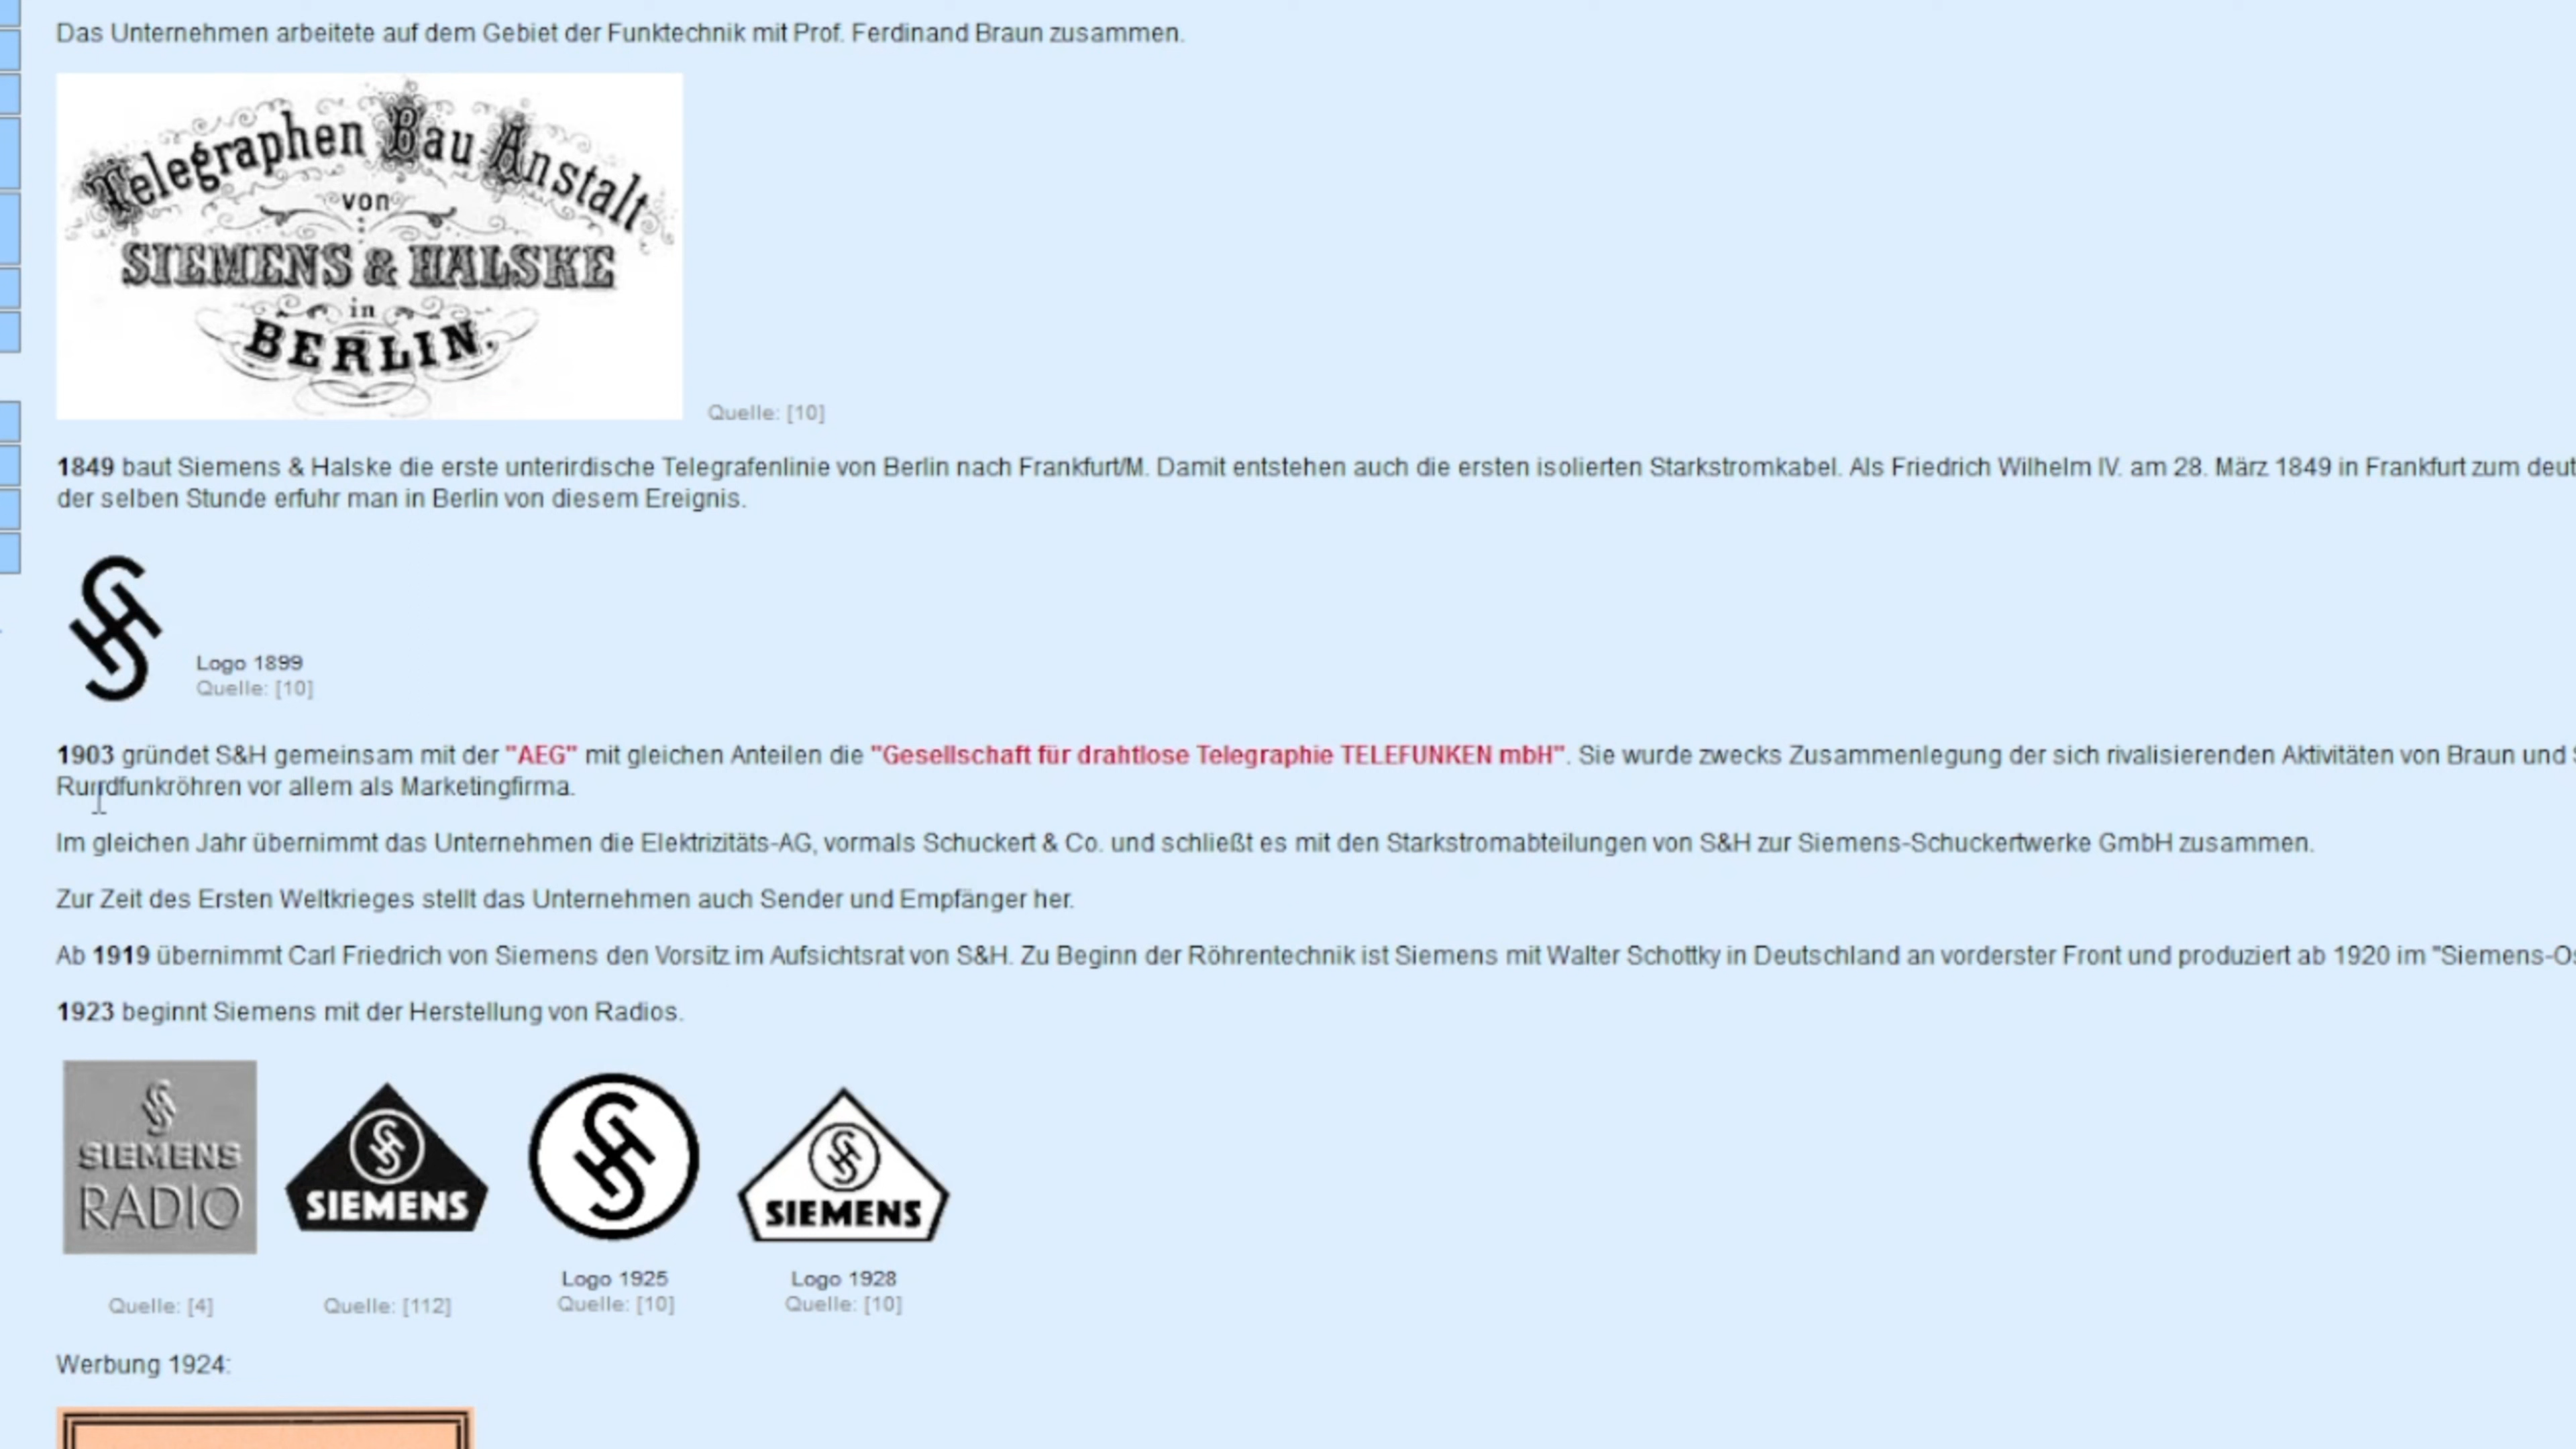 Das Unternehmen arbeitete auf dem Gebiet der Funktechnik mit Prof. Ferdinand Braun zusammen.
Telegraphen Bau-Anstalt
von
SIEMENS & HALSKE
in
BERLIN.
Quelle: [10]
1849 baut Siemens & Halske die erste unterirdische Telegrafenlinie von Berlin nach Frankfurt/M. Damit entstehen auch die ersten isolierten Starkstromkabel. Als Friedrich Wilhelm IV. am 28. März 1849 in Frankfurt zum
der selben Stunde erfuhr man in Berlin von diesem Ereignis.
SH
Logo 1899
Quelle: [10]
1903 gründet S&H gemeinsam mit der "AEG" mit gleichen Anteilen die "Gesellschaft für drahtlose Telegraphie TELEFUNKEN mbH". Sie wurde zwecks Zusammenlegung der sich rivalisierenden Aktivitäten von Braun und
Rundfunkröhren vor allem als Marketingfirma.
Im gleichen Jahr übernimmt das Unternehmen die Elektrizitäts-AG, vormals Schuckert & Co. und schließt es mit den Starkstromabteilungen von S&H zur Siemens-Schuckertwerke GmbH zusammen.
Zur Zeit des Ersten Weltkrieges stellt das Unternehmen auch Sender und Empfänger her.
Ab 1919 übernimmt Carl Friedrich von Siemens den Vorsitz im Aufsichtsrat von S&H. Zu Beginn der Röhrentechnik ist Siemens mit Walter Schottky in Deutschland an vorderster Front und produziert ab 1920 im "Siemens-
1923 beginnt Siemens mit der Herstellung von Radios.
SH SIEMENS RADIO
SH SIEMENS
SH
SH SIEMENS
Logo 1925
Logo 1928
Quelle: [4]
Quelle: [112]
Quelle: [10]
Quelle: [10]
Werbung 1924: